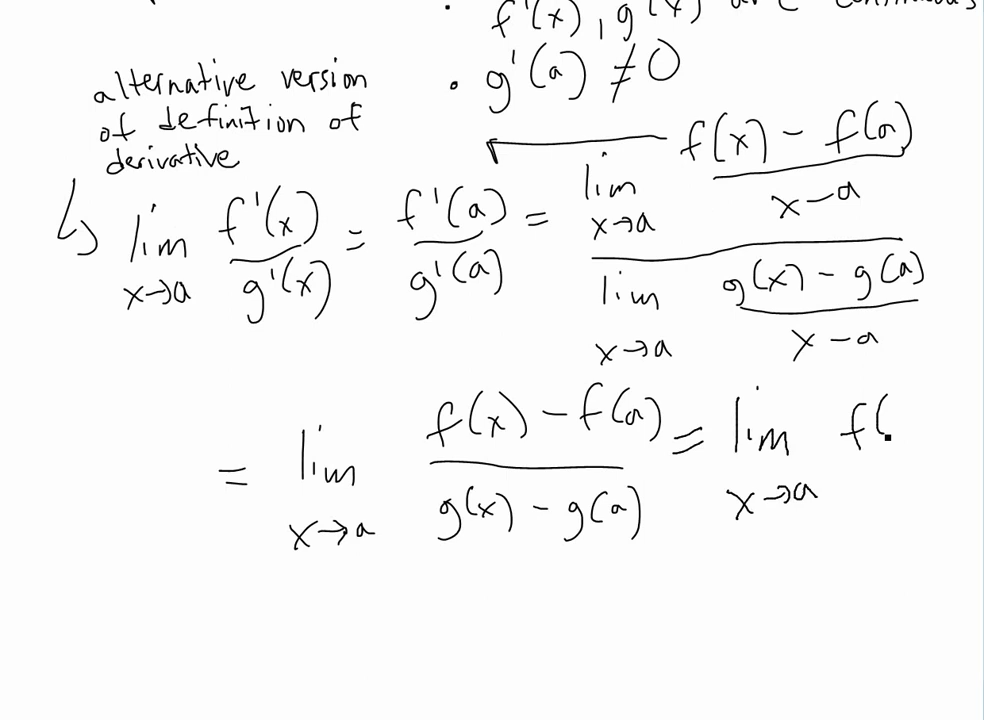 • f'(x), g'(x) are continuous
• g'(a) ≠ 0
alternative version
of definition of
derivative
↳ lim x→a f'(x)/g'(x) = f'(a)/g'(a) = (lim x→a (f(x) - f(a))/(x-a)) / (lim x→a (g(x) - g(a))/(x-a))
= lim x→a (f(x) - f(a))/(g(x) - g(a)) = lim x→a f(